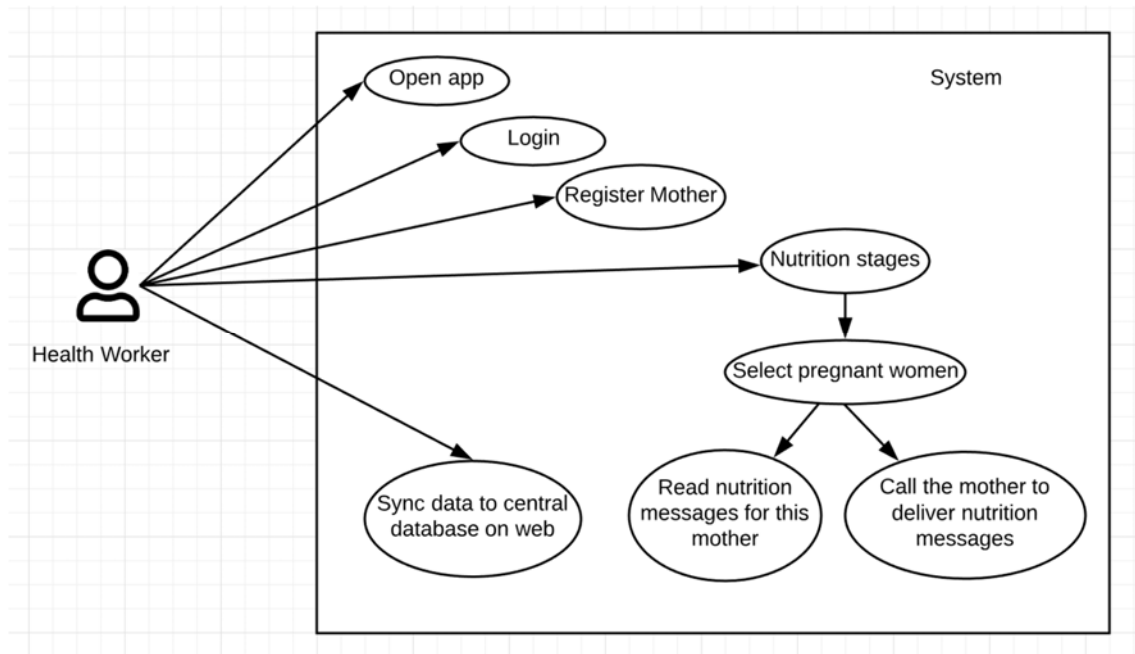 Open app
System
Login
Register Mother
Nutrition stages
Health Worker
Select pregnant women
Sync data to central
database on web
Read nutrition
messages for this
mother
Call the mother to
deliver nutrition
messages